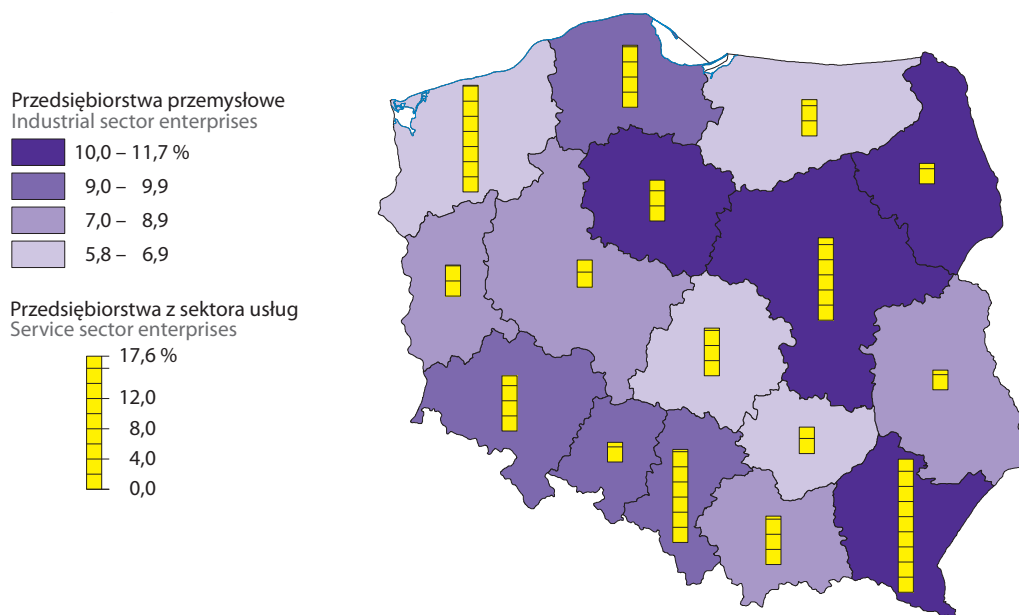 Przedsiębiorstwa przemysłowe
Industrial sector enterprises
10,0 – 11,7 %
9,0 – 9,9
7,0 – 8,9
5,8 – 6,9
Przedsiębiorstwa z sektora usług
Service sector enterprises
17,6 %
12,0
8,0
4,0
0,0